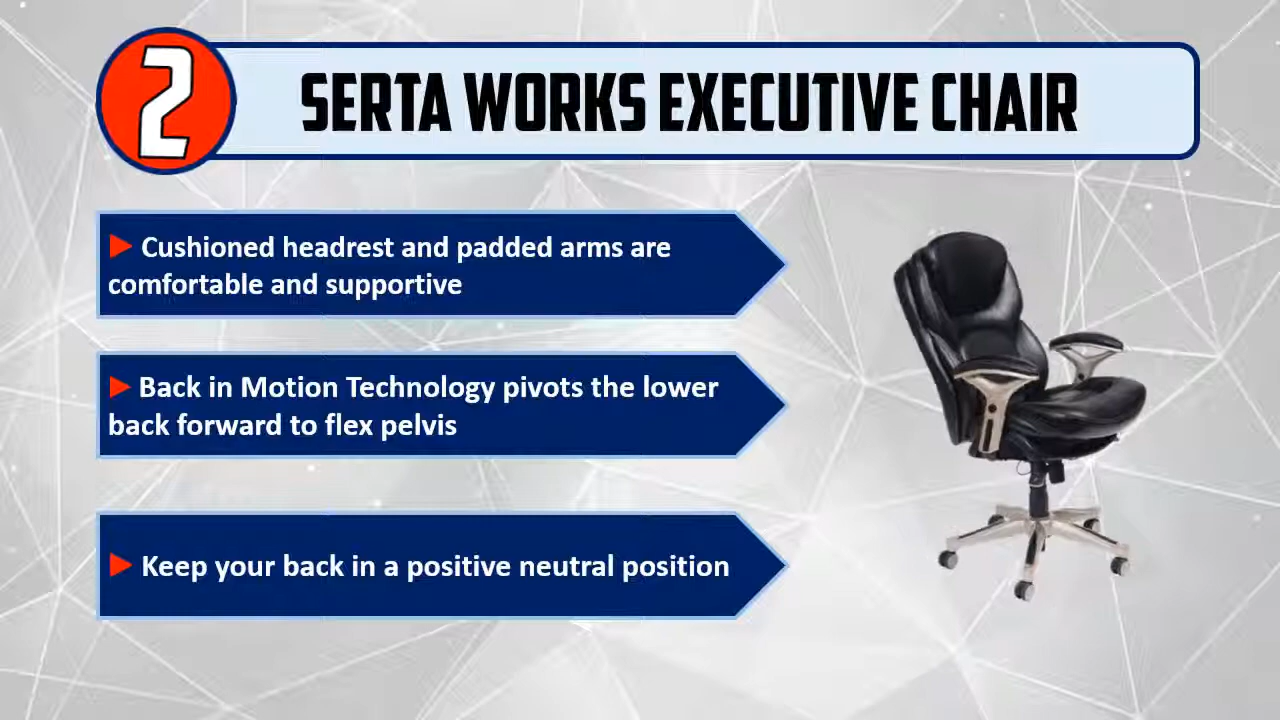 2
SERTA WORKS EXECUTIVE CHAIR
► Cushioned headrest and padded arms are
comfortable and supportive
► Back in Motion Technology pivots the lower
back forward to flex pelvis
► Keep your back in a positive neutral position